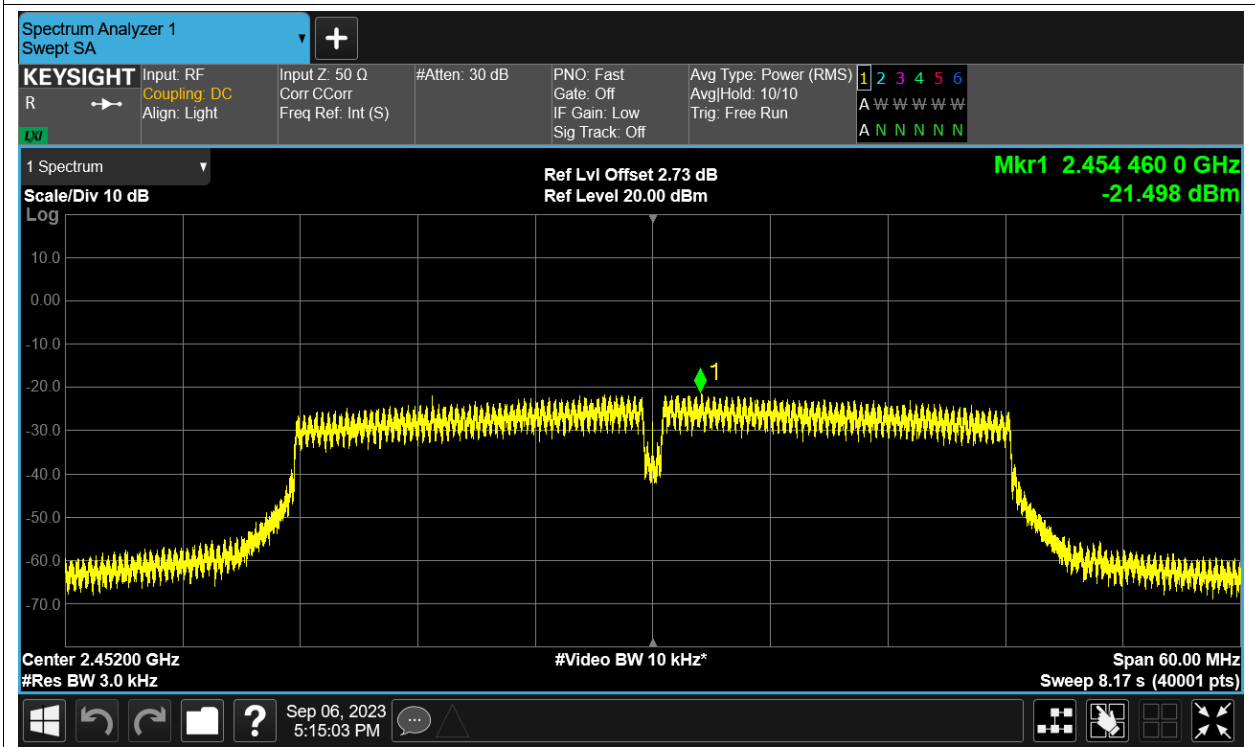 Spectrum Analyzer 1
Swept SA
+
KEYSIGHT
R
LXI
Input: RF
Coupling: DC
Align: Light
Input Z: 50 Ω
Corr CCorr
Freq Ref: Int (S)
#Atten: 30 dB
PNO: Fast
Gate: Off
IF Gain: Low
Sig Track: Off
Avg Type: Power (RMS)
Avg|Hold: 10/10
Trig: Free Run
1 2 3 4 5 6
A W W W W W
A N N N N N
1 Spectrum
Scale/Div 10 dB
Log
Ref Lvl Offset 2.73 dB
Ref Level 20.00 dBm
Mkr1 2.454 460 0 GHz
-21.498 dBm
10.0
0.00
-10.0
-20.0
-30.0
-40.0
-50.0
-60.0
-70.0
1
Center 2.45200 GHz
#Res BW 3.0 kHz
#Video BW 10 kHz*
Span 60.00 MHz
Sweep 8.17 s (40001 pts)
?
Sep 06, 2023
5:15:03 PM